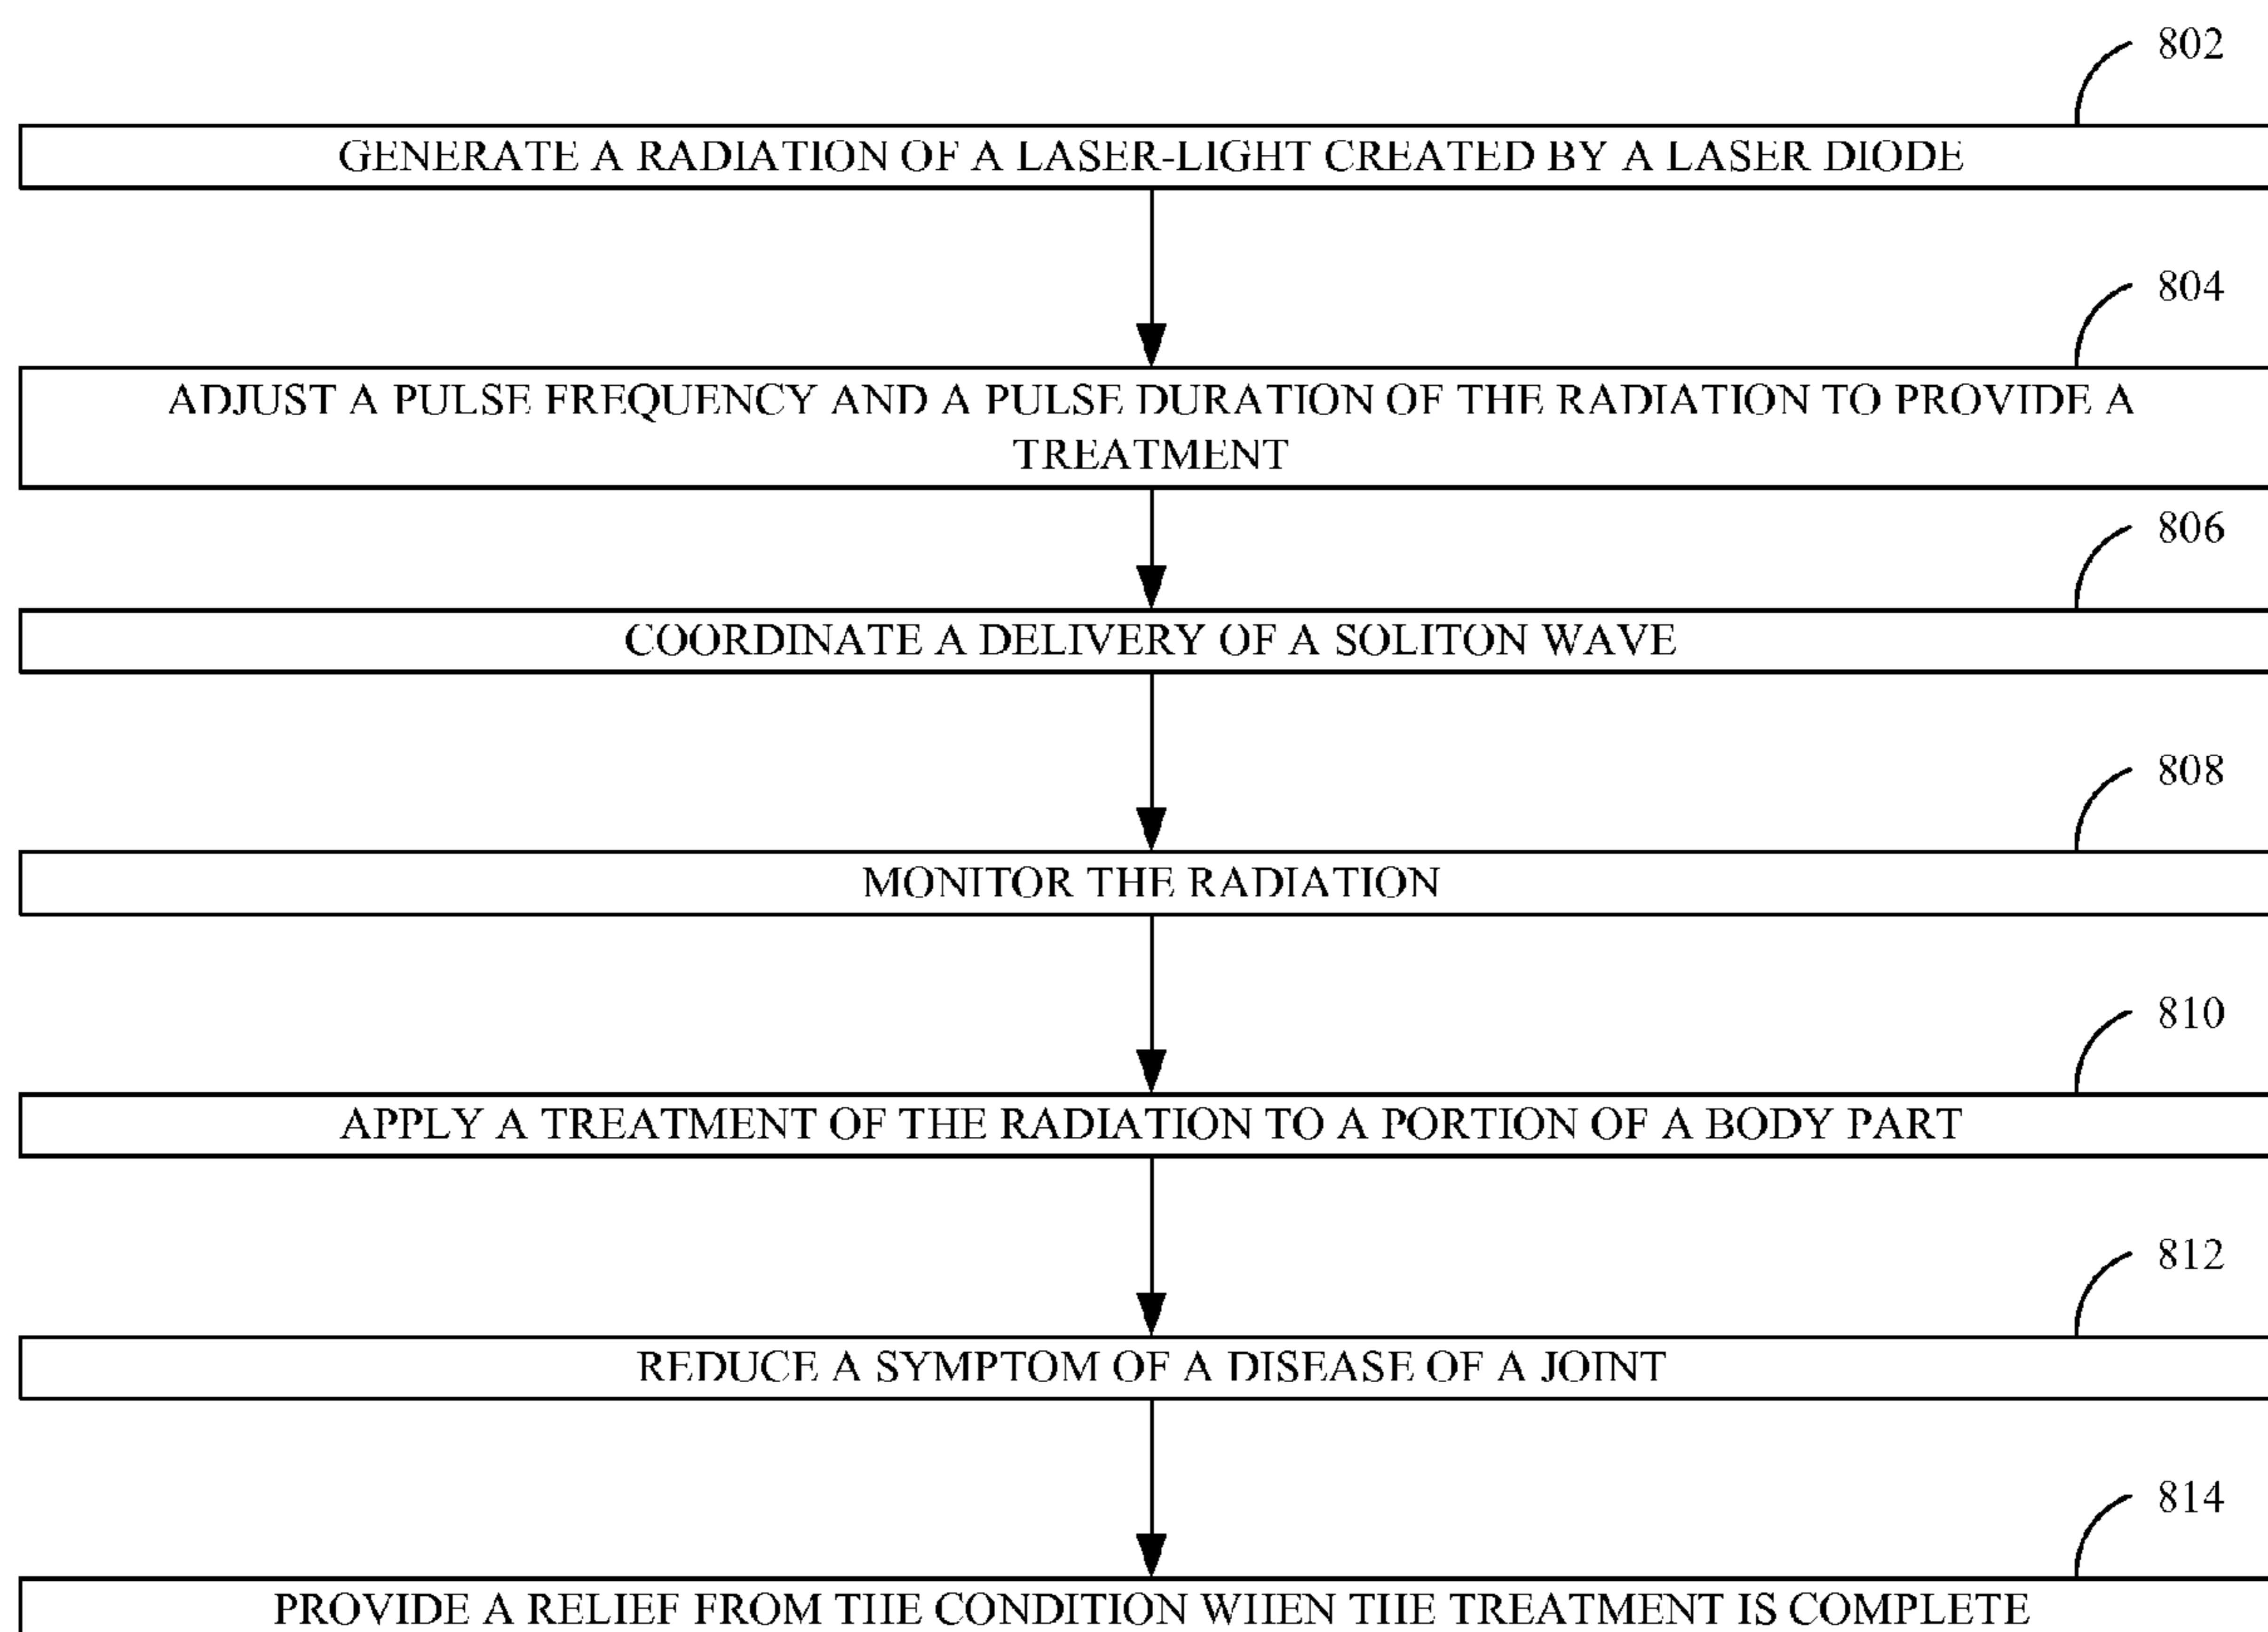 802
GENERATE A RADIATION OF A LASER-LIGHT CREATED BY A LASER DIODE
804
ADJUST A PULSE FREQUENCY AND A PULSE DURATION OF THE RADIATION TO PROVIDE A
TREATMENT
806
COORDINATE A DELIVERY OF A SOLITON WAVE
808
MONITOR THE RADIATION
810
APPLY A TREATMENT OF THE RADIATION TO A PORTION OF A BODY PART
812
REDUCE A SYMPTOM OF A DISEASE OF A JOINT
814
PROVIDE A RELIEF FROM THE CONDITION WHEN THE TREATMENT IS COMPLETE